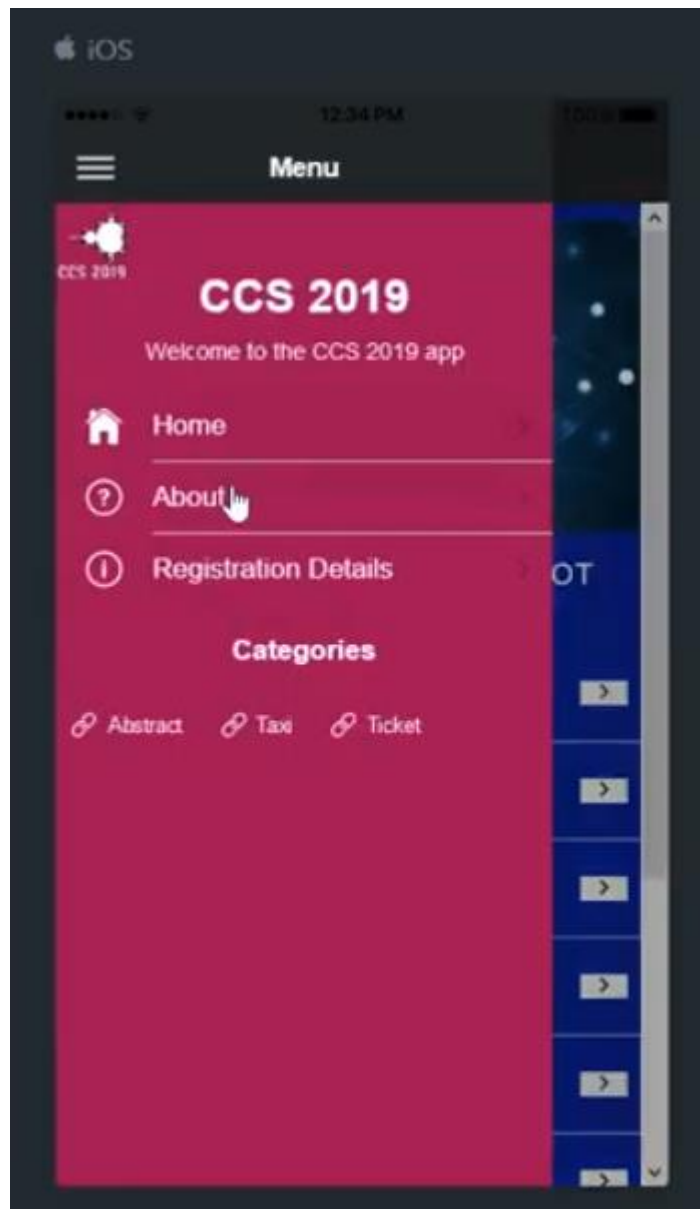 iOS
12:34 PM
100%
Menu
CCS 2019
CCS 2019
Welcome to the CCS 2019 app
Home
About
Registration Details
OT
Categories
Abstract Taxi Ticket